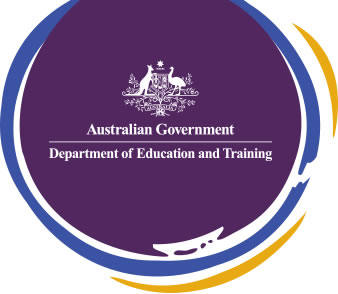 Australian Government
Department of Education and Training